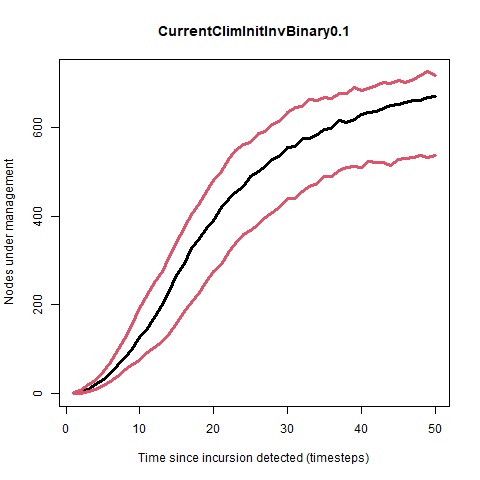 CurrentClimInitInvBinary0.1
Nodes under management
600
400
200
0
0 10 20 30 40 50
Time since incursion detected (timesteps)